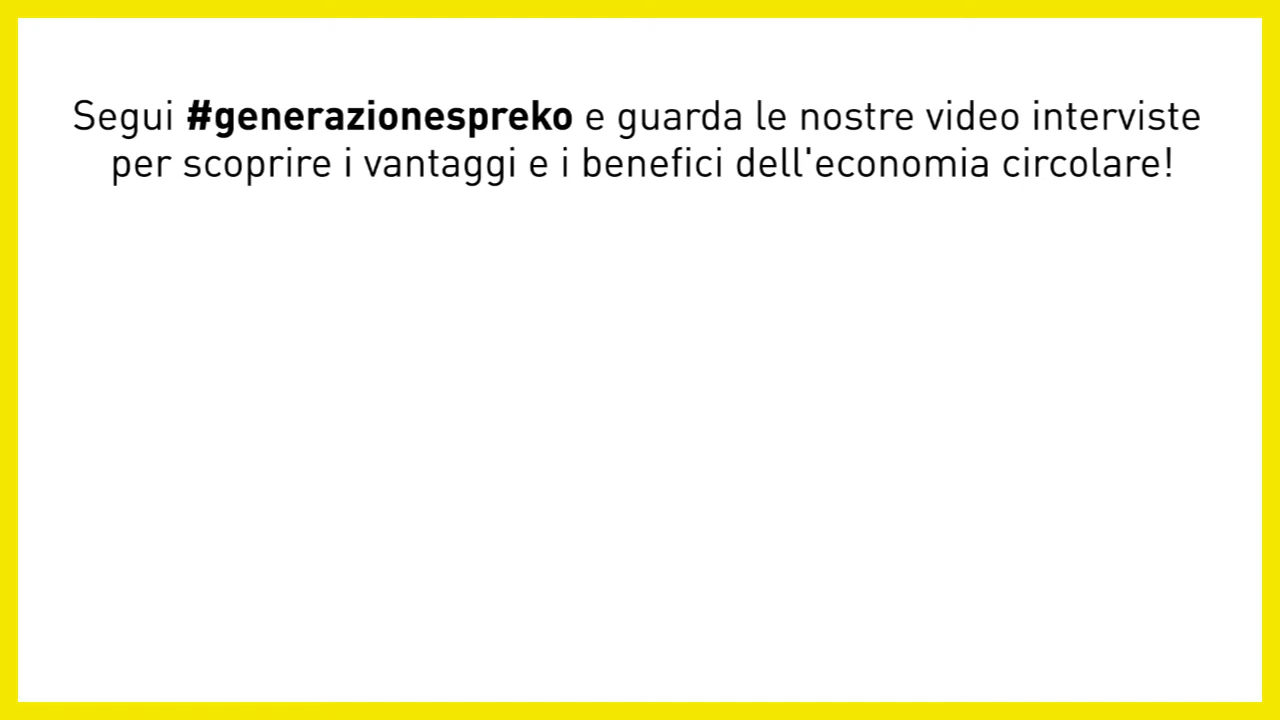 Segui #generazionespreko e guarda le nostre video interviste
per scoprire i vantaggi e i benefici dell'economia circolare!